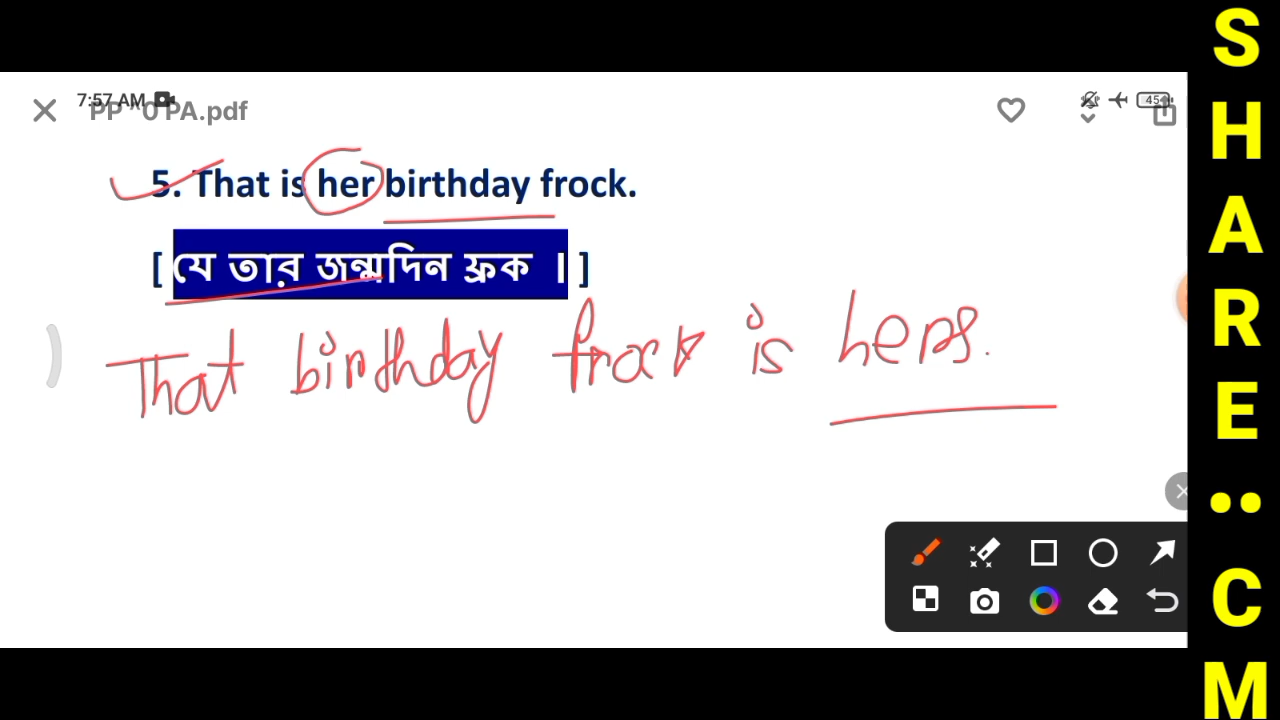 7:57 AM
PP 0 PA.pdf
45
5. That is her birthday frock.
[ যে তার জন্মদিন ফ্রক । ]
That birthday frock is hers.
SHARE..CM